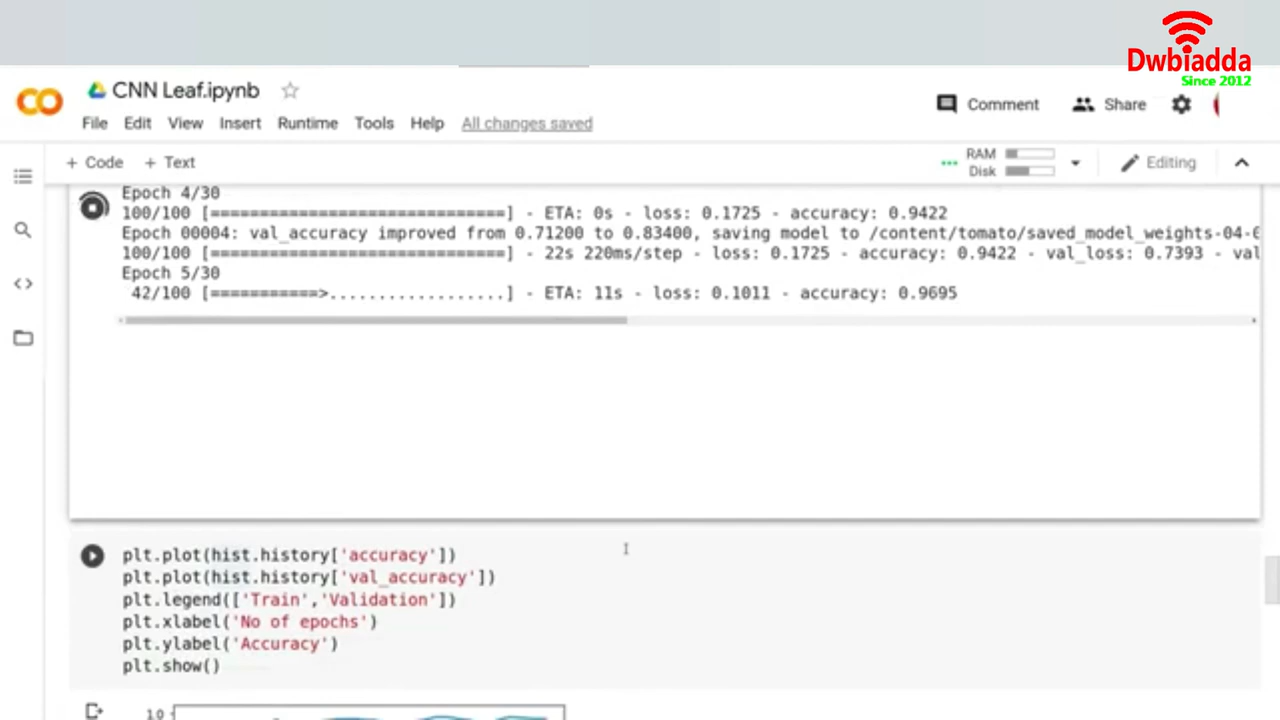 Dwbiadda
Since 2012
CNN Leaf.ipynb
Comment Share
File Edit View Insert Runtime Tools Help All changes saved
+ Code + Text
RAM
Disk
Editing
Epoch 4/30
100/100 [==============================] - ETA: 0s - loss: 0.1725 - accuracy: 0.9422
Epoch 00004: val_accuracy improved from 0.71200 to 0.83400, saving model to /content/tomato/saved_model_weights-04-0
100/100 [==============================] - 22s 220ms/step - loss: 0.1725 - accuracy: 0.9422 - val_loss: 0.7393 - val
Epoch 5/30
42/100 [===========>..................] - ETA: 11s - loss: 0.1011 - accuracy: 0.9695
plt.plot(hist.history['accuracy'])
plt.plot(hist.history['val_accuracy'])
plt.legend(['Train','Validation'])
plt.xlabel('No of epochs')
plt.ylabel('Accuracy')
plt.show()